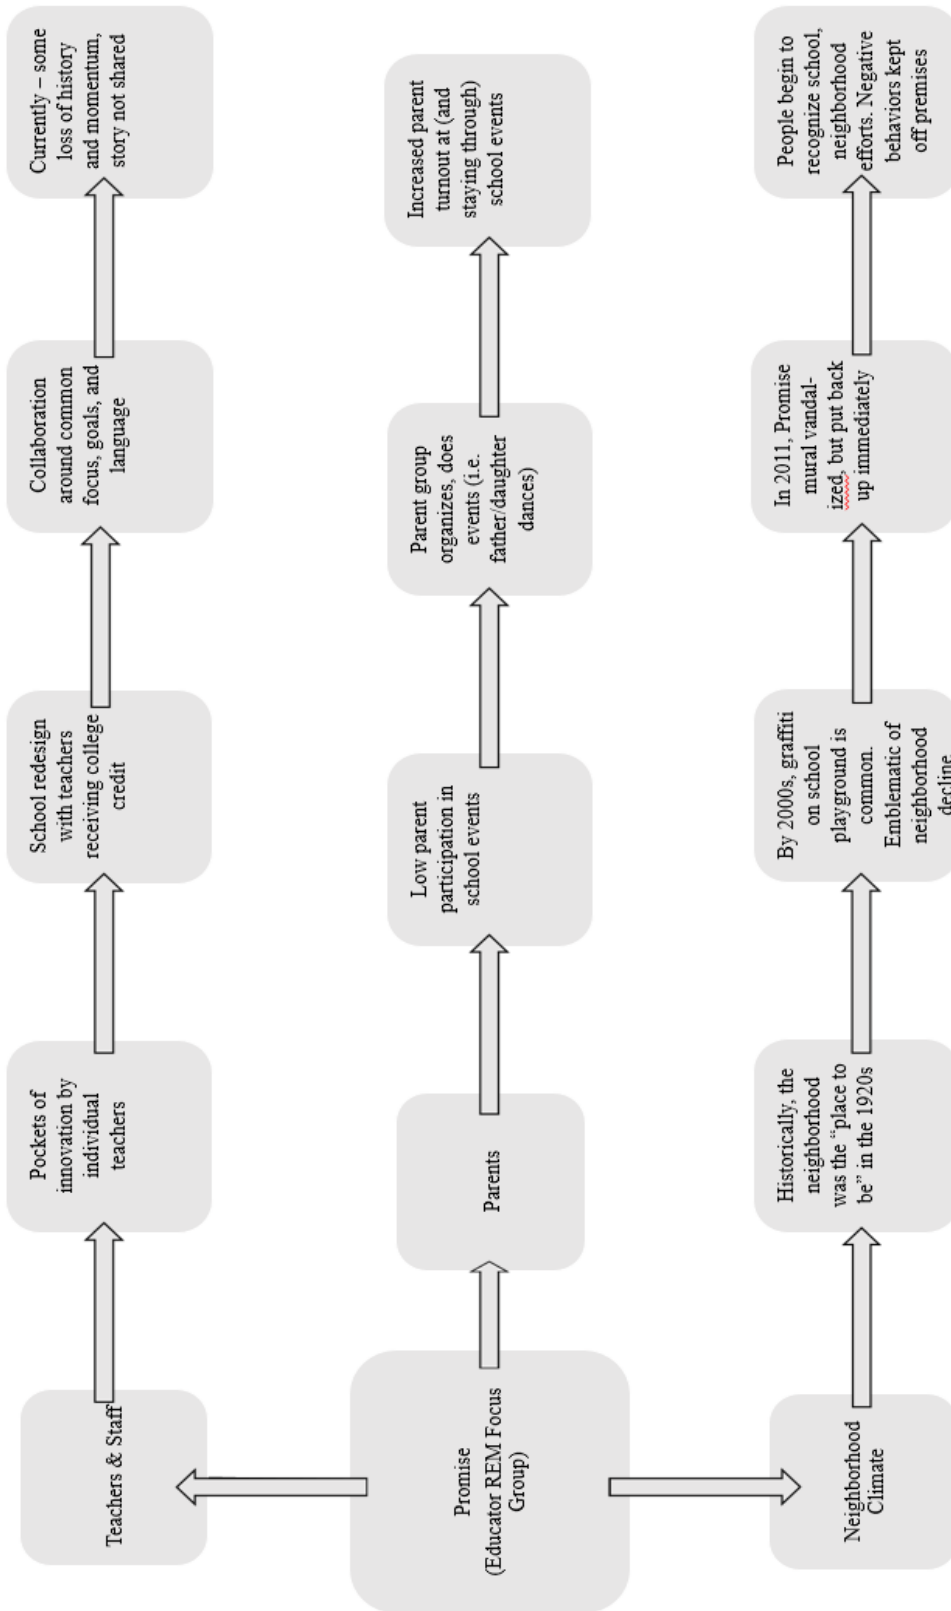 Teachers & Staff
Pockets of
innovation by
individual
teachers
School redesign
with teachers
receiving college
credit
Collaboration
around common
focus, goals, and
language
Currently – some
loss of history
and momentum,
story not shared
Promise
(Educator REM Focus
Group)
Parents
Low parent
participation in
school events
Parent group
organizes, does
events (i.e.
father/daughter
dances)
Increased parent
turnout at (and
staying through)
school events
Neighborhood
Climate
Historically, the
neighborhood
was the “place to
be” in the 1920s
By 2000s, graffiti
on school
playground is
common.
Emblematic of
neighborhood
decline
In 2011, Promise
mural vandal-
ized, but put back
up immediately
People begin to
recognize school,
neighborhood
efforts. Negative
behaviors kept
off premises